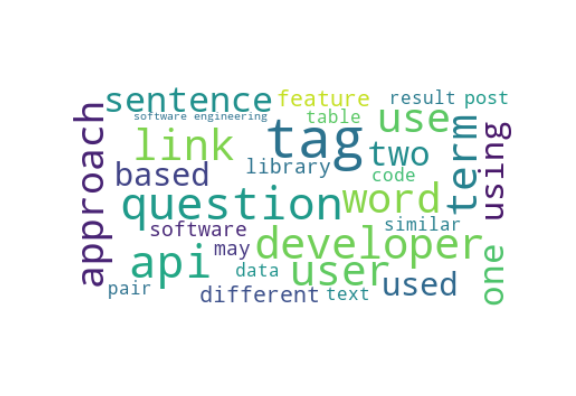 sentence
feature
result
post
software engineering
table
tag
use
link
two
term
using
approach
based
library
code
question
word
software
similar
may
developer
api
data
user
used
one
pair
different
text